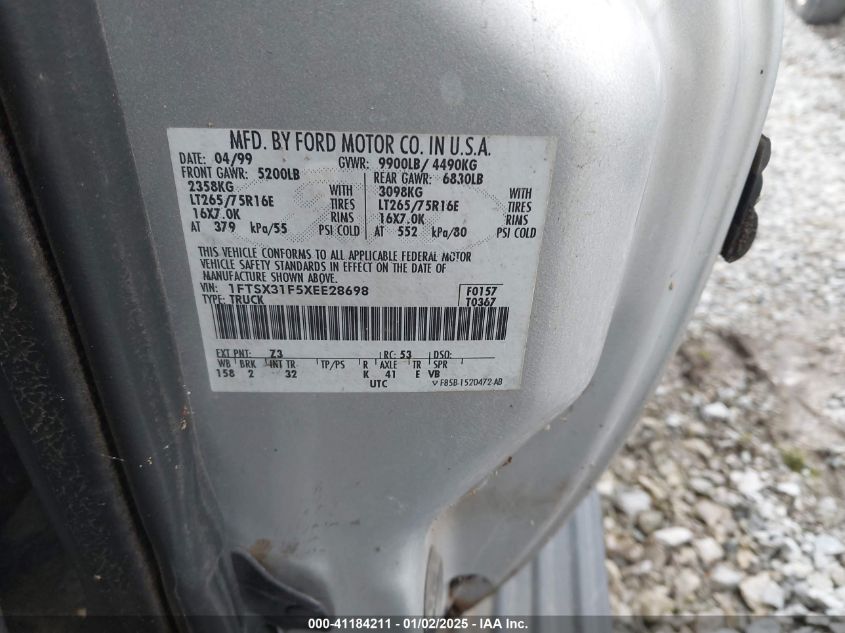 MFD. BY FORD MOTOR CO. IN U.S.A.
DATE: 04/99 GVWR: 9900LB/ 4490KG
FRONT GAWR: 5200LB REAR GAWR: 6830LB
2358KG WITH 3098KG WITH
LT265/75R16E TIRES LT265/75R16E TIRES
16X7.0K RIMS 16X7.0K RIMS
AT 379 kPa/55 PSI COLD AT 552 kPa/80 PSI COLD
THIS VEHICLE CONFORMS TO ALL APPLICABLE FEDERAL MOTOR
VEHICLE SAFETY STANDARDS IN EFFECT ON THE DATE OF
MANUFACTURE SHOWN ABOVE.
VIN: 1FTSX31F5XEE28698 F0157
TYPE: TRUCK T0367
EXT PNT: Z3 RC: 53 DSO:
WB BRK INT TR TP/PS R AXLE TR SPR
158 2 32 K 41 E VB
UTC F85B-1520472-AB
000-41184211 - 01/02/2025 - IAA Inc.